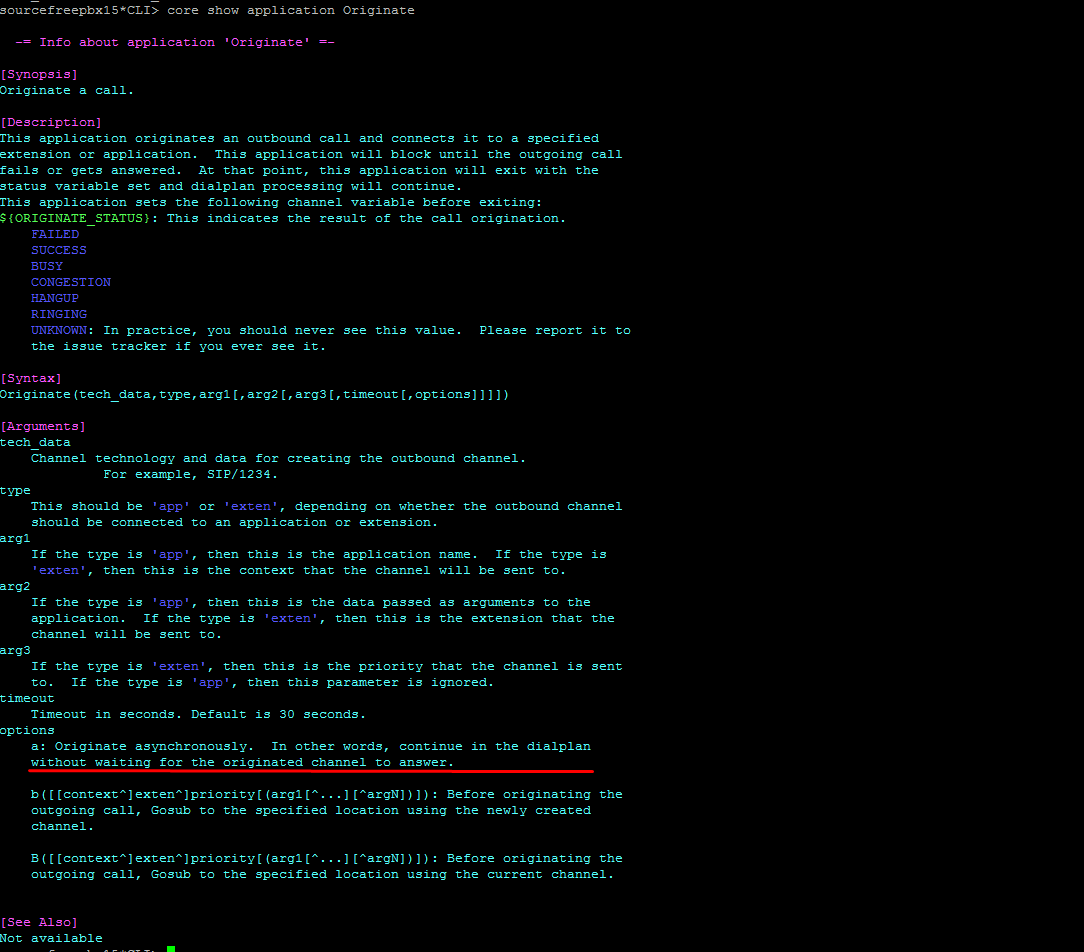 sourcefreepbx15*CLI> core show application Originate
-= Info about application 'Originate' =-
[Synopsis]
Originate a call.
[Description]
This application originates an outbound call and connects it to a specified
extension or application.  This application will block until the outgoing call
fails or gets answered.  At that point, this application will exit with the
status variable set and dialplan processing will continue.
This application sets the following channel variable before exiting:
${ORIGINATE_STATUS}: This indicates the result of the call origination.
FAILED
SUCCESS
BUSY
CONGESTION
HANGUP
RINGING
UNKNOWN: In practice, you should never see this value.  Please report it to
the issue tracker if you ever see it.
[Syntax]
Originate(tech_data,type,arg1[,arg2[,arg3[,timeout[,options]]]])
[Arguments]
tech_data
Channel technology and data for creating the outbound channel.
For example, SIP/1234.
type
This should be 'app' or 'exten', depending on whether the outbound channel
should be connected to an application or extension.
arg1
If the type is 'app', then this is the application name.  If the type is
'exten', then this is the context that the channel will be sent to.
arg2
If the type is 'app', then this is the data passed as arguments to the
application.  If the type is 'exten', then this is the extension that the
channel will be sent to.
arg3
If the type is 'exten', then this is the priority that the channel is sent
to.  If the type is 'app', then this parameter is ignored.
timeout
Timeout in seconds. Default is 30 seconds.
options
a: Originate asynchronously.  In other words, continue in the dialplan
without waiting for the originated channel to answer.
b([[context^]exten^]priority[(arg1[^...][^argN])]): Before originating the
outgoing call, Gosub to the specified location using the newly created
channel.
B([[context^]exten^]priority[(arg1[^...][^argN])]): Before originating the
outgoing call, Gosub to the specified location using the current channel.
[See Also]
Not available
sourcefreepbx15*CLI>